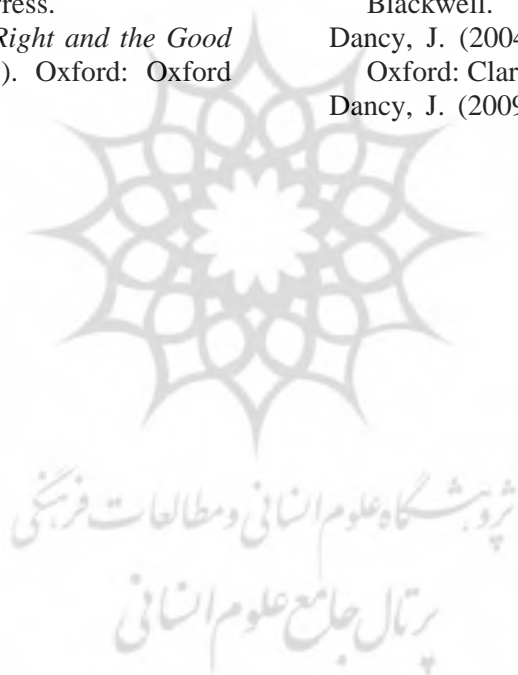 ress.
Right and the Good
). Oxford: Oxford
Blackwell.
Dancy, J. (2004
Oxford: Clar
Dancy, J. (2009
پژوهشگاه علوم انسانی و مطالعات فرهنگی
پرتال جامع علوم انسانی